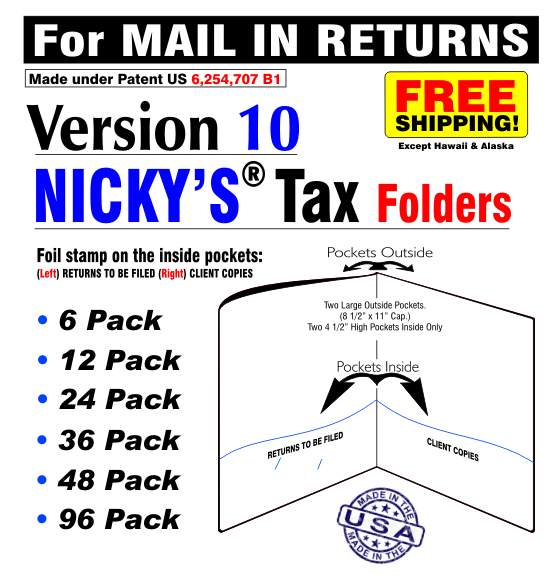 For MAIL IN RETURNS
Made under Patent US 6,254,707 B1
FREE
SHIPPING!
Except Hawaii & Alaska
Version 10
NICKY'S® Tax Folders
Foil stamp on the inside pockets:
(Left) RETURNS TO BE FILED (Right) CLIENT COPIES
• 6 Pack
• 12 Pack
• 24 Pack
• 36 Pack
• 48 Pack
• 96 Pack
Pockets Outside
Two Large Outside Pockets.
(8 1/2" x 11" Cap.)
Two 4 1/2" High Pockets Inside Only
Pockets Inside
RETURNS TO BE FILED
CLIENT COPIES
MADE IN THE
USA
MADE IN THE